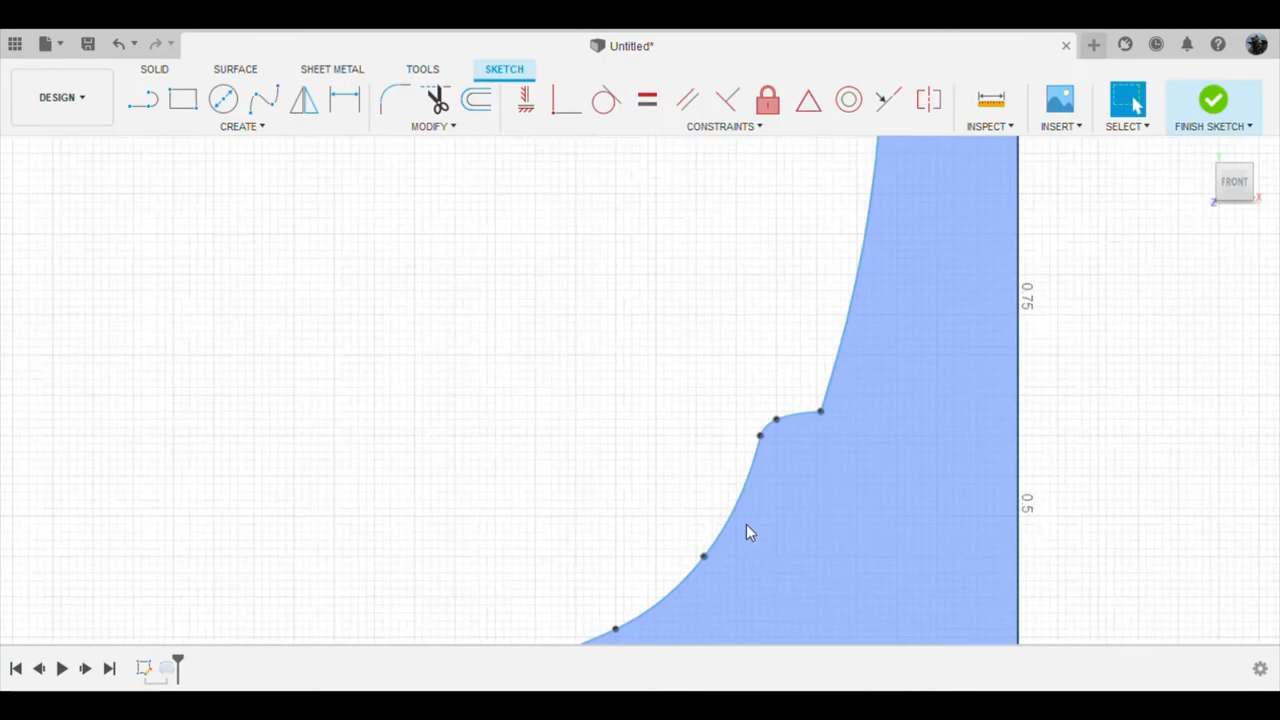 Untitled*
SOLID SURFACE SHEET METAL TOOLS SKETCH
DESIGN
CREATE MODIFY CONSTRAINTS INSPECT INSERT SELECT FINISH SKETCH
FRONT
Z X
0.75
0.5